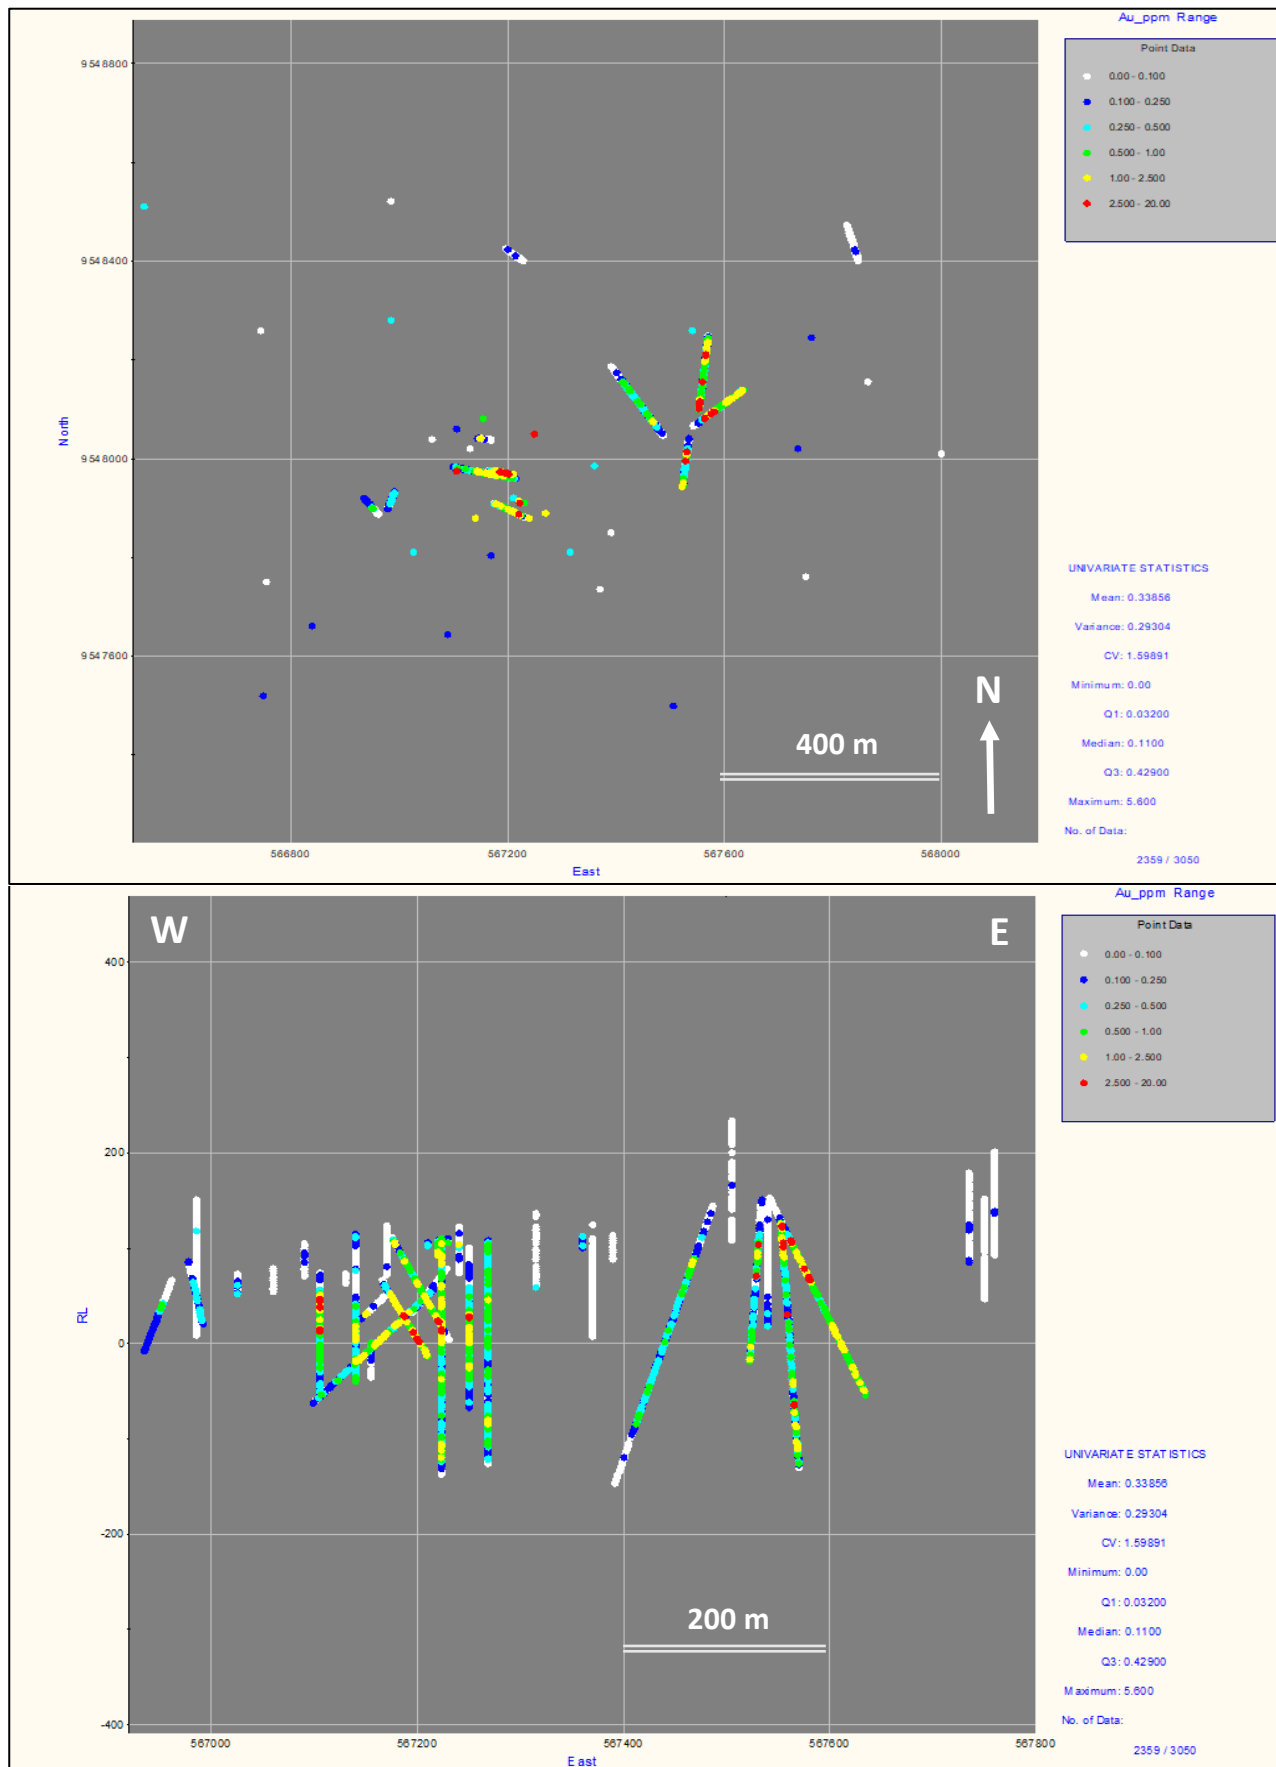 Au_ppm Range
Point Data
0.00 - 0.100
0.100 - 0.250
0.250 - 0.500
0.500 - 1.00
1.00 - 2.500
2.500 - 20.00
9548800
9548400
9548000
9547600
North
566800
567200
567600
568000
East
400 m
N
UNIVARIATE STATISTICS
Mean: 0.33856
Variance: 0.29304
CV: 1.59891
Minimum: 0.00
Q1: 0.03200
Median: 0.1100
Q3: 0.42900
Maximum: 5.600
No. of Data:
2359 / 3050
Au_ppm Range
Point Data
0.00 - 0.100
0.100 - 0.250
0.250 - 0.500
0.500 - 1.00
1.00 - 2.500
2.500 - 20.00
W
E
400
200
0
-200
-400
RL
567000
567200
567400
567600
567800
East
200 m
UNIVARIATE STATISTICS
Mean: 0.33856
Variance: 0.29304
CV: 1.59891
Minimum: 0.00
Q1: 0.03200
Median: 0.1100
Q3: 0.42900
Maximum: 5.600
No. of Data:
2359 / 3050